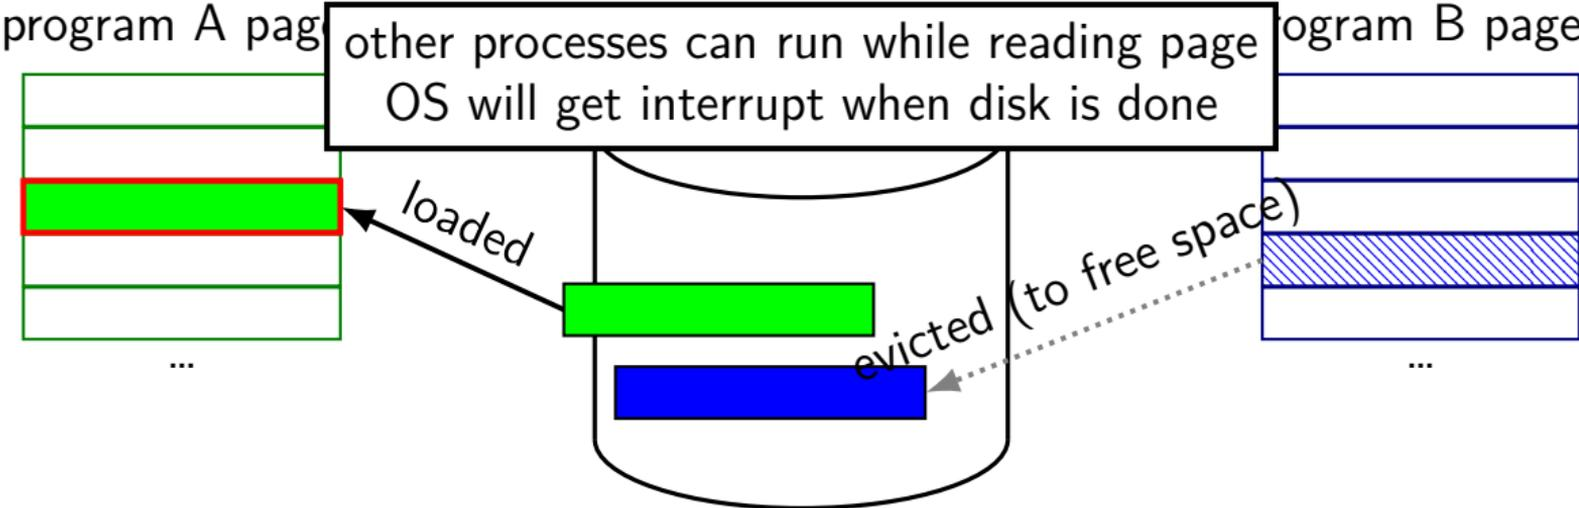 program A pag
other processes can run while reading page
OS will get interrupt when disk is done
ogram B page
loaded
evicted (to free space)
...
...